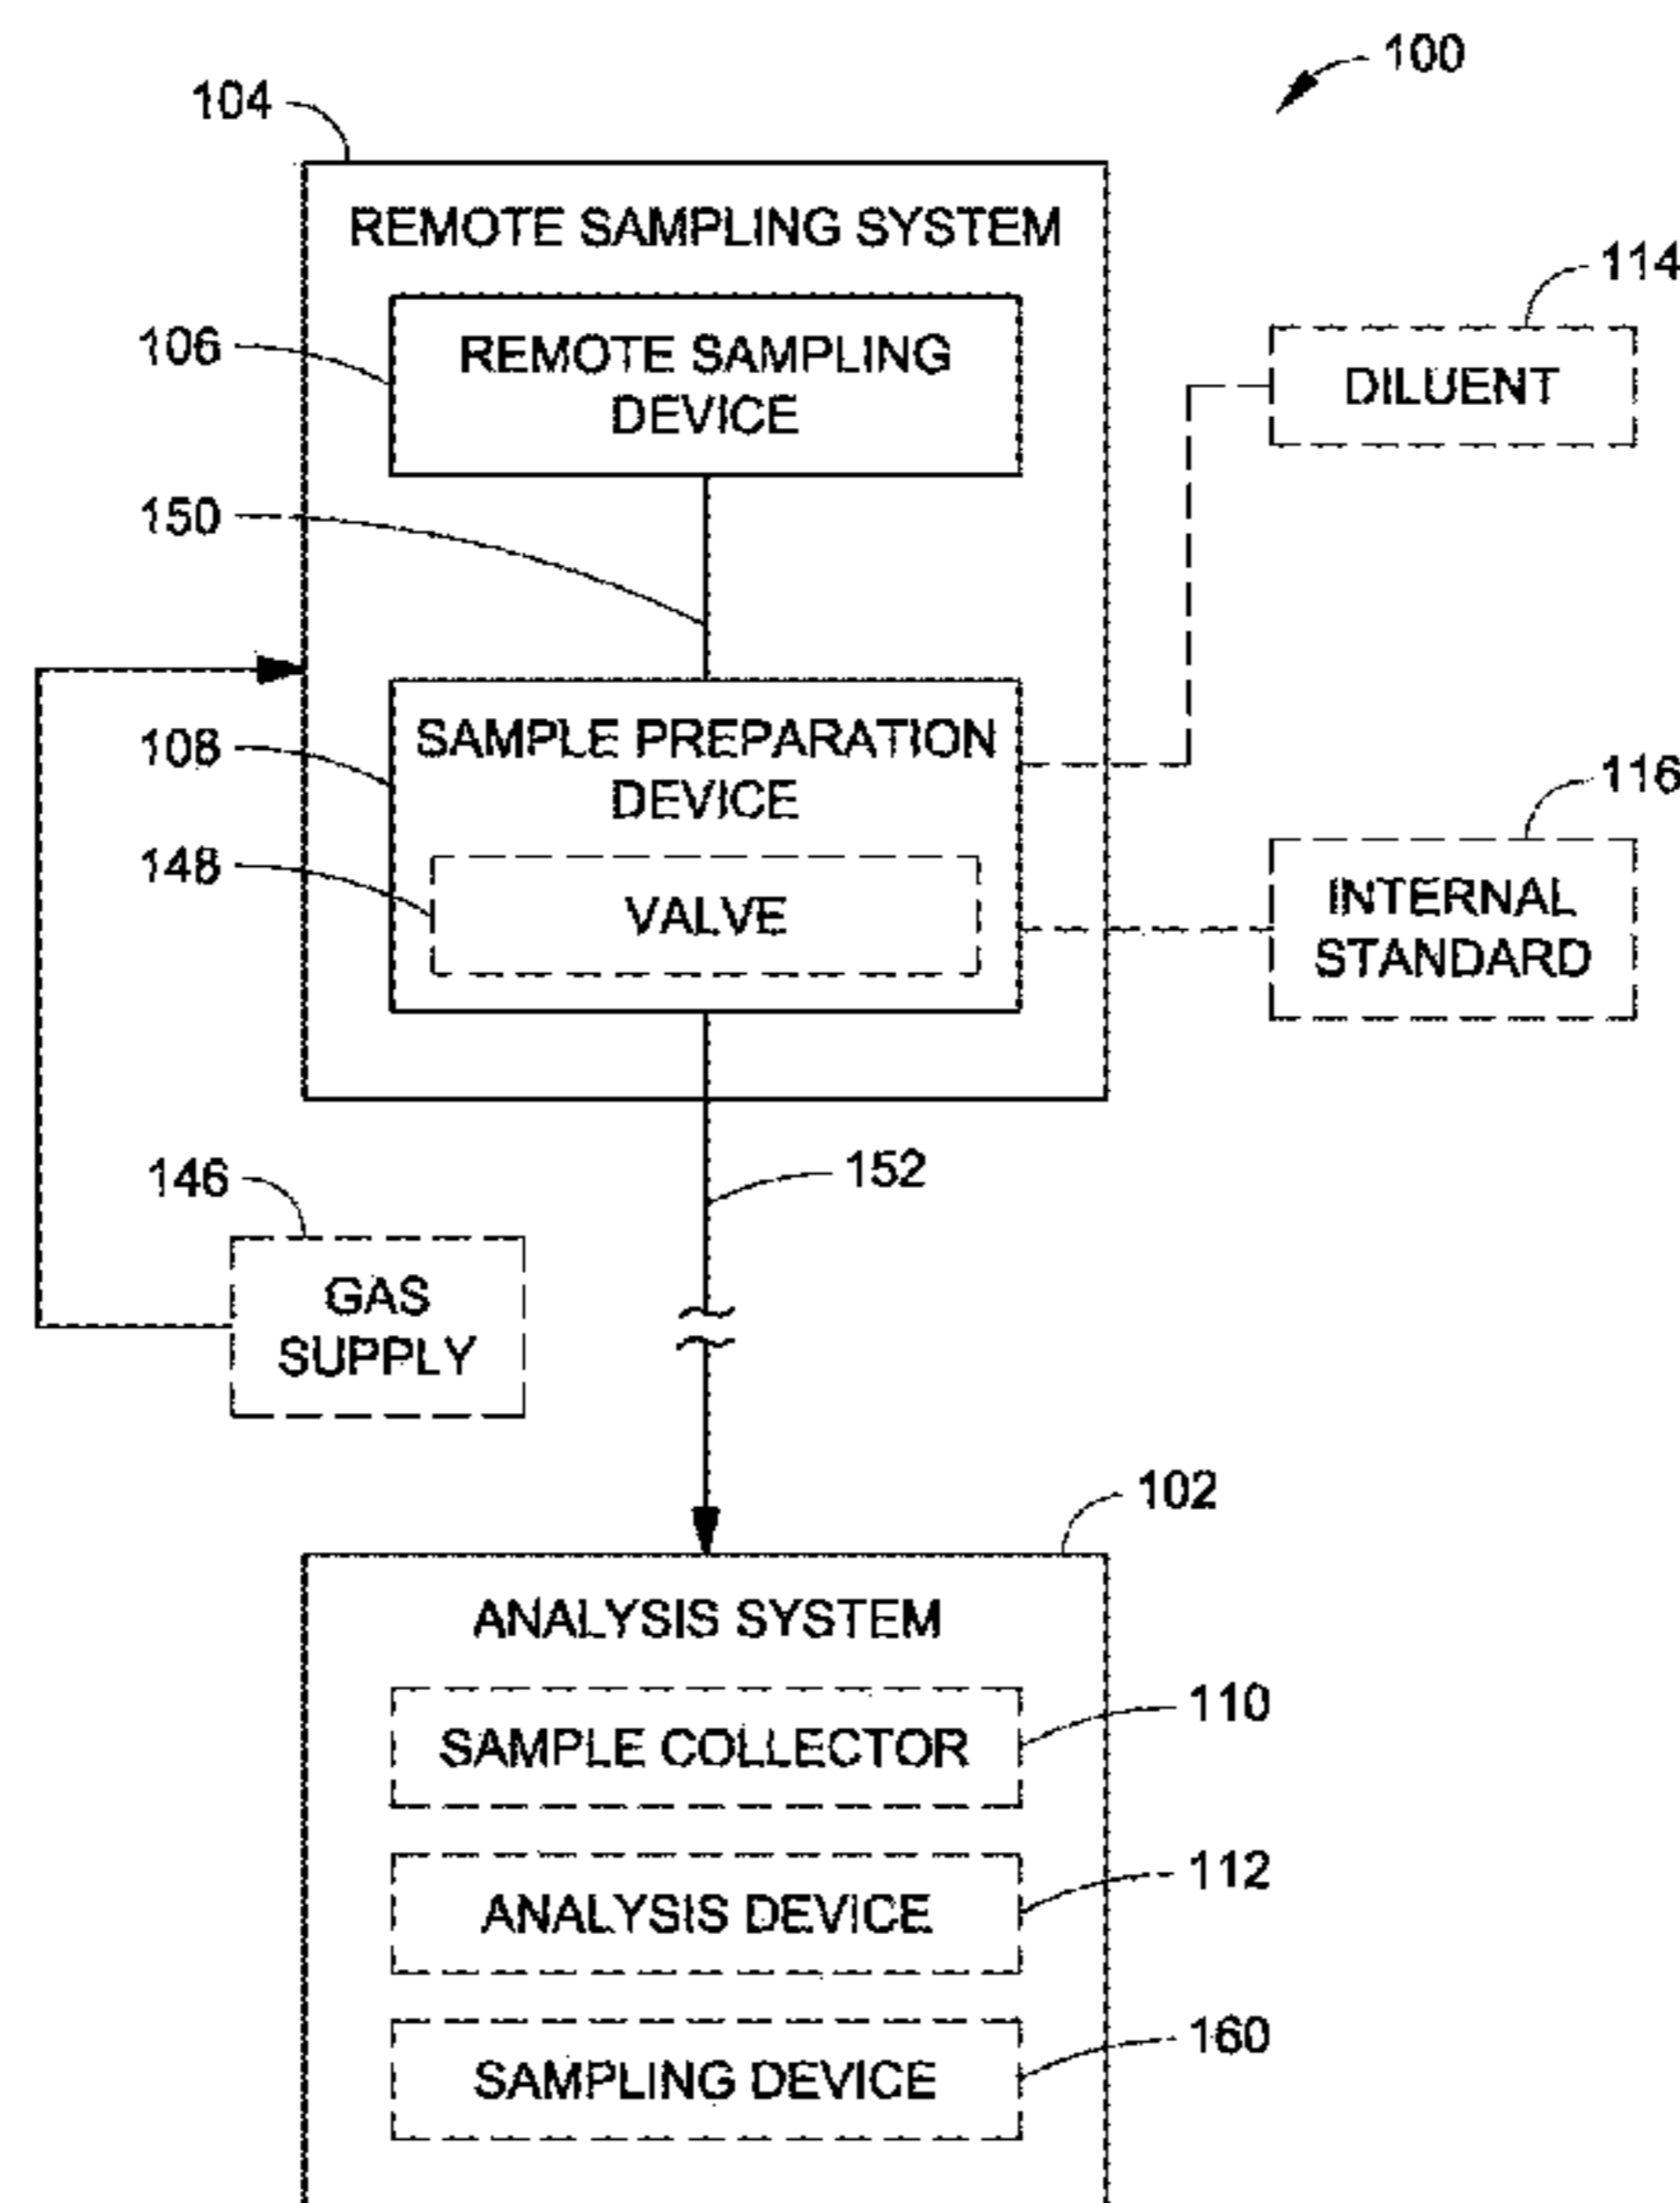 100
104
REMOTE SAMPLING SYSTEM
114
106
REMOTE SAMPLING
DEVICE
DILUENT
150
108
SAMPLE PREPARATION
DEVICE
116
148
VALVE
INTERNAL
STANDARD
146
152
GAS
SUPPLY
102
ANALYSIS SYSTEM
110
SAMPLE COLLECTOR
112
ANALYSIS DEVICE
160
SAMPLING DEVICE